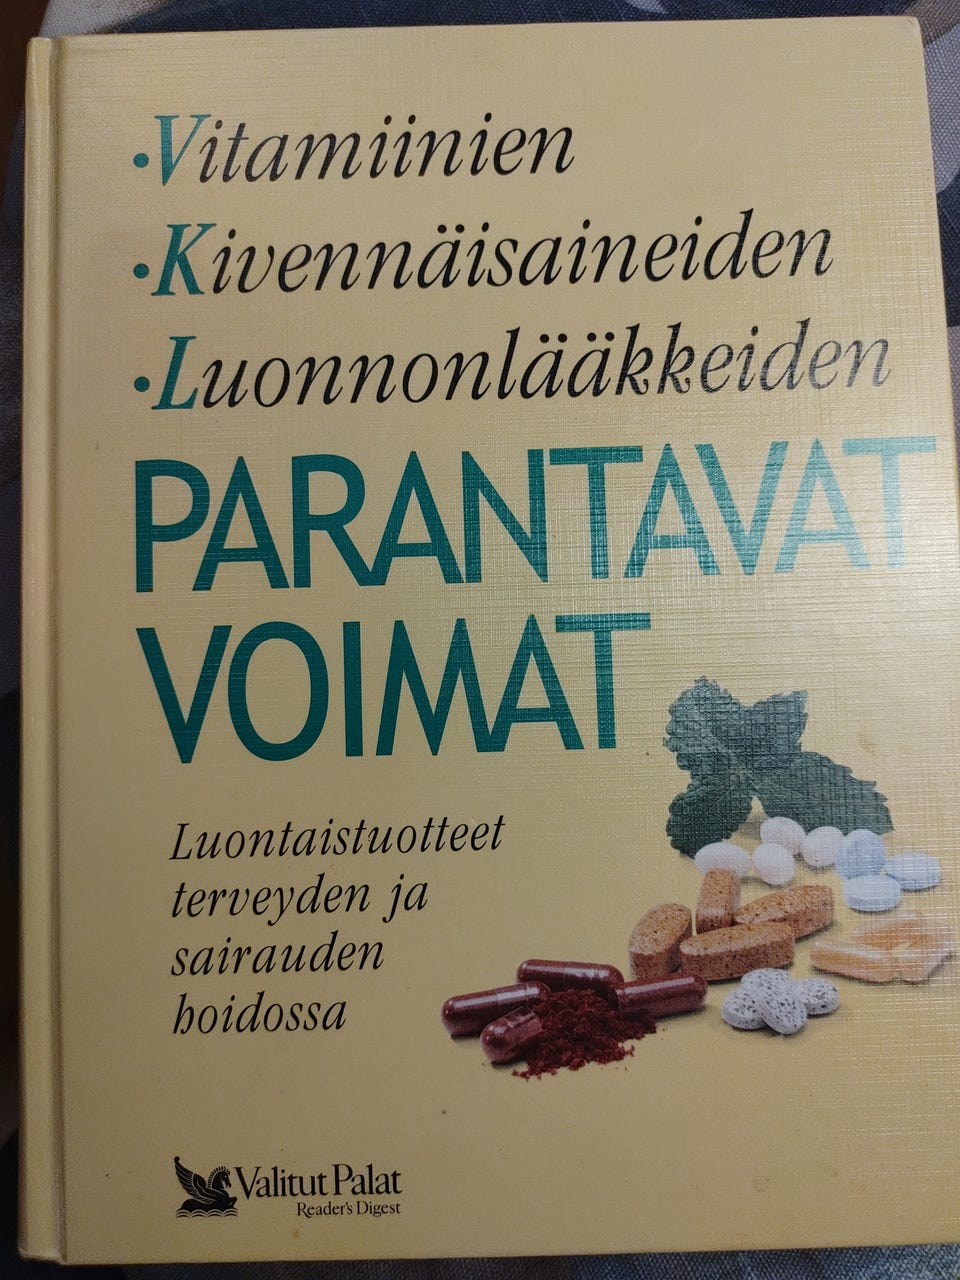 •Vitamiinien
•Kivennäisaineiden
•Luonnonlääkkeiden
PARANTAVAT
VOIMAT
Luontaistuotteet
terveyden ja
sairauden
hoidossa
Valitut Palat
Reader's Digest